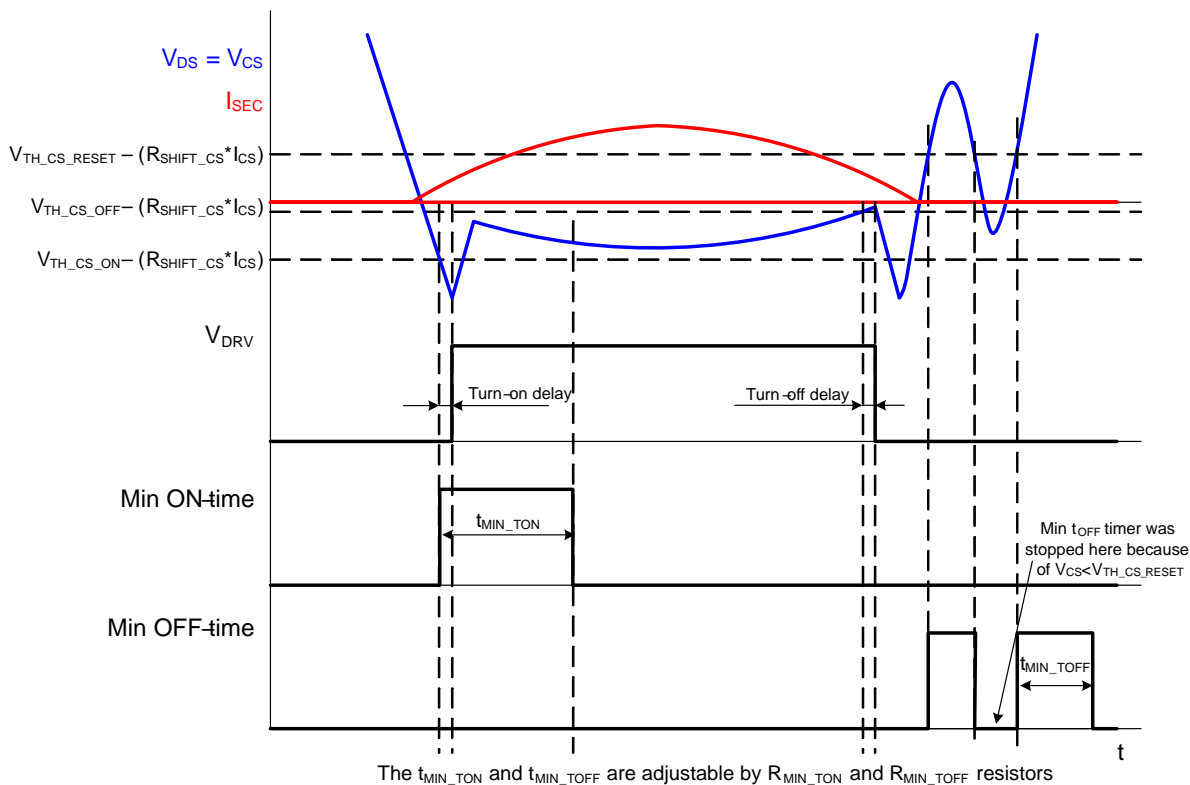 VDS = VCS
ISEC
VTH_CS_RESET – (RSHIFT_CS*ICS)
VTH_CS_OFF – (RSHIFT_CS*ICS)
VTH_CS_ON – (RSHIFT_CS*ICS)
VDRV
Turn–on delay
Turn–off delay
Min ON–time
tMIN_TON
Min tOFF timer was
stopped here because
of VCS<VTH_CS_RESET
Min OFF–time
tMIN_TOFF
t
The tMIN_TON and tMIN_TOFF are adjustable by RMIN_TON and RMIN_TOFF resistors